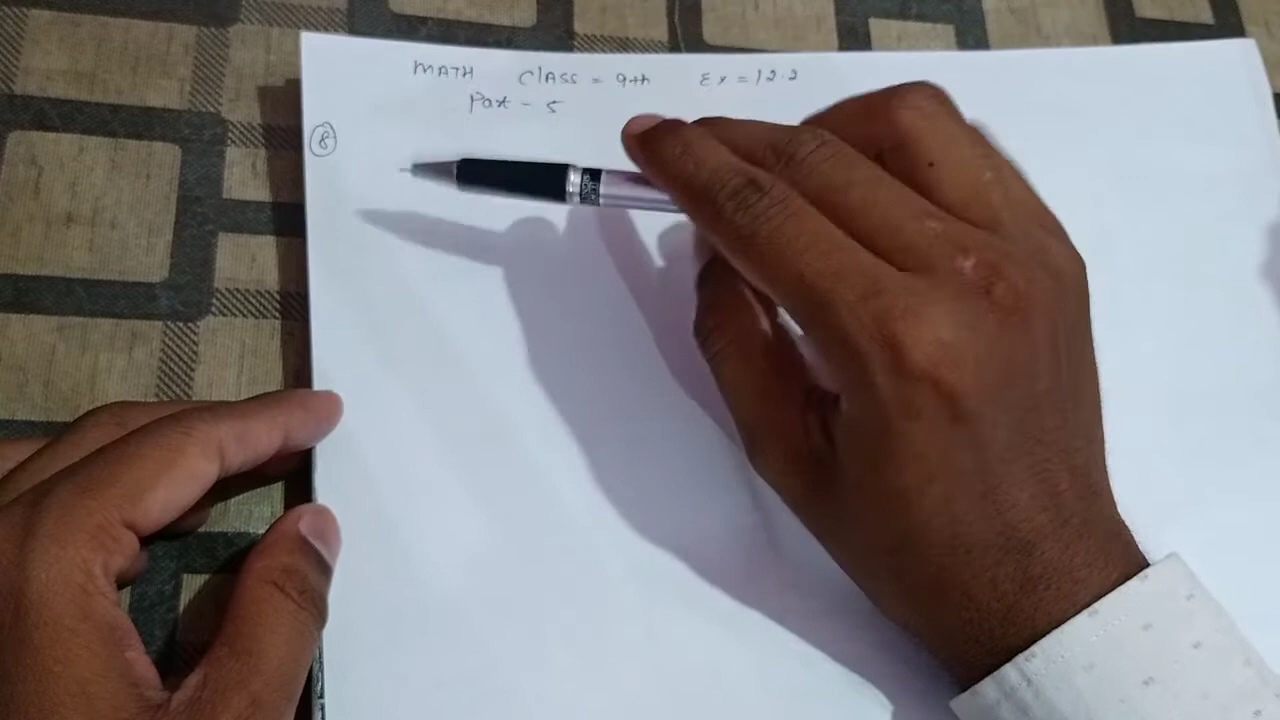 MATH CLASS = 9th Ex = 12.2
Part - 5
8